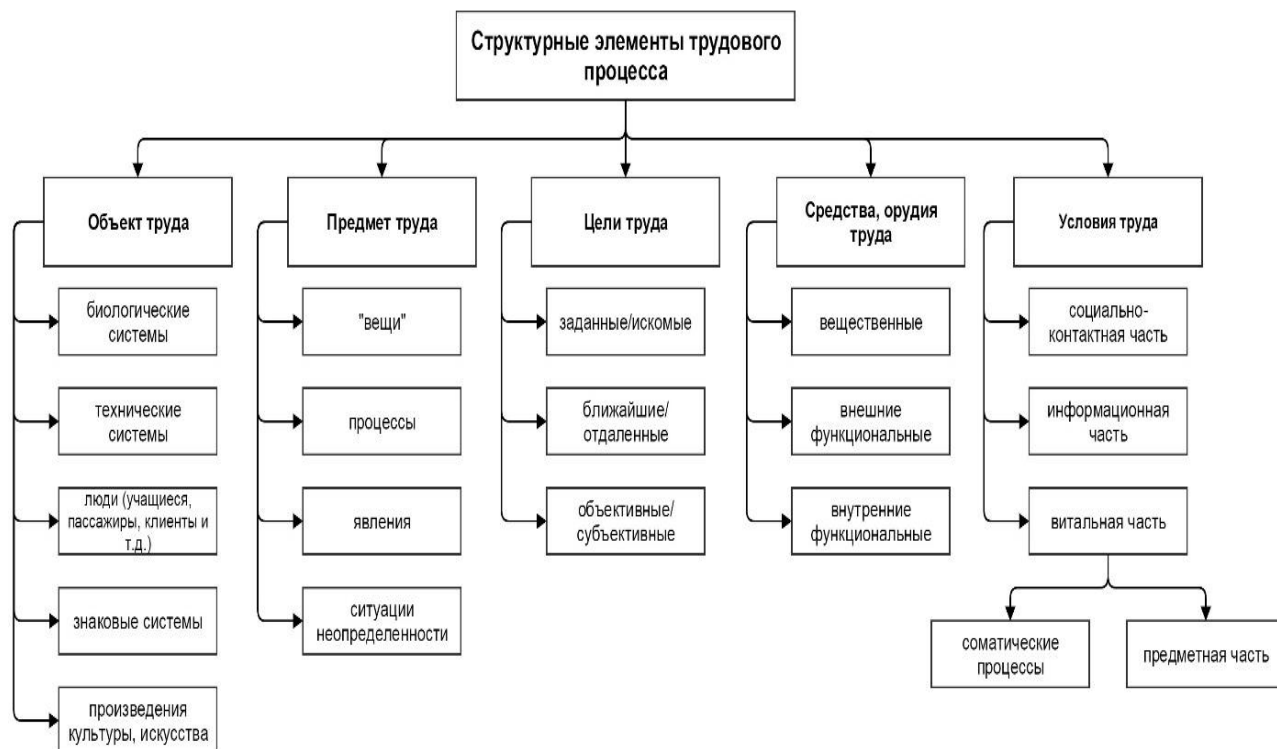 Структурные элементы трудового
процесса
Объект труда
Предмет труда
Цели труда
Средства, орудия
труда
Условия труда
биологические
системы
"вещи"
заданные/искомые
вещественные
социально-
контактная часть
технические
системы
процессы
ближайшие/
отдаленные
внешние
функциональные
информационная
часть
люди (учащиеся,
пассажиры, клиенты и
т.д.)
явления
объективные/
субъективные
внутренние
функциональные
витальная часть
знаковые системы
ситуации
неопределенности
соматические
процессы
предметная часть
произведения
культуры, искусства